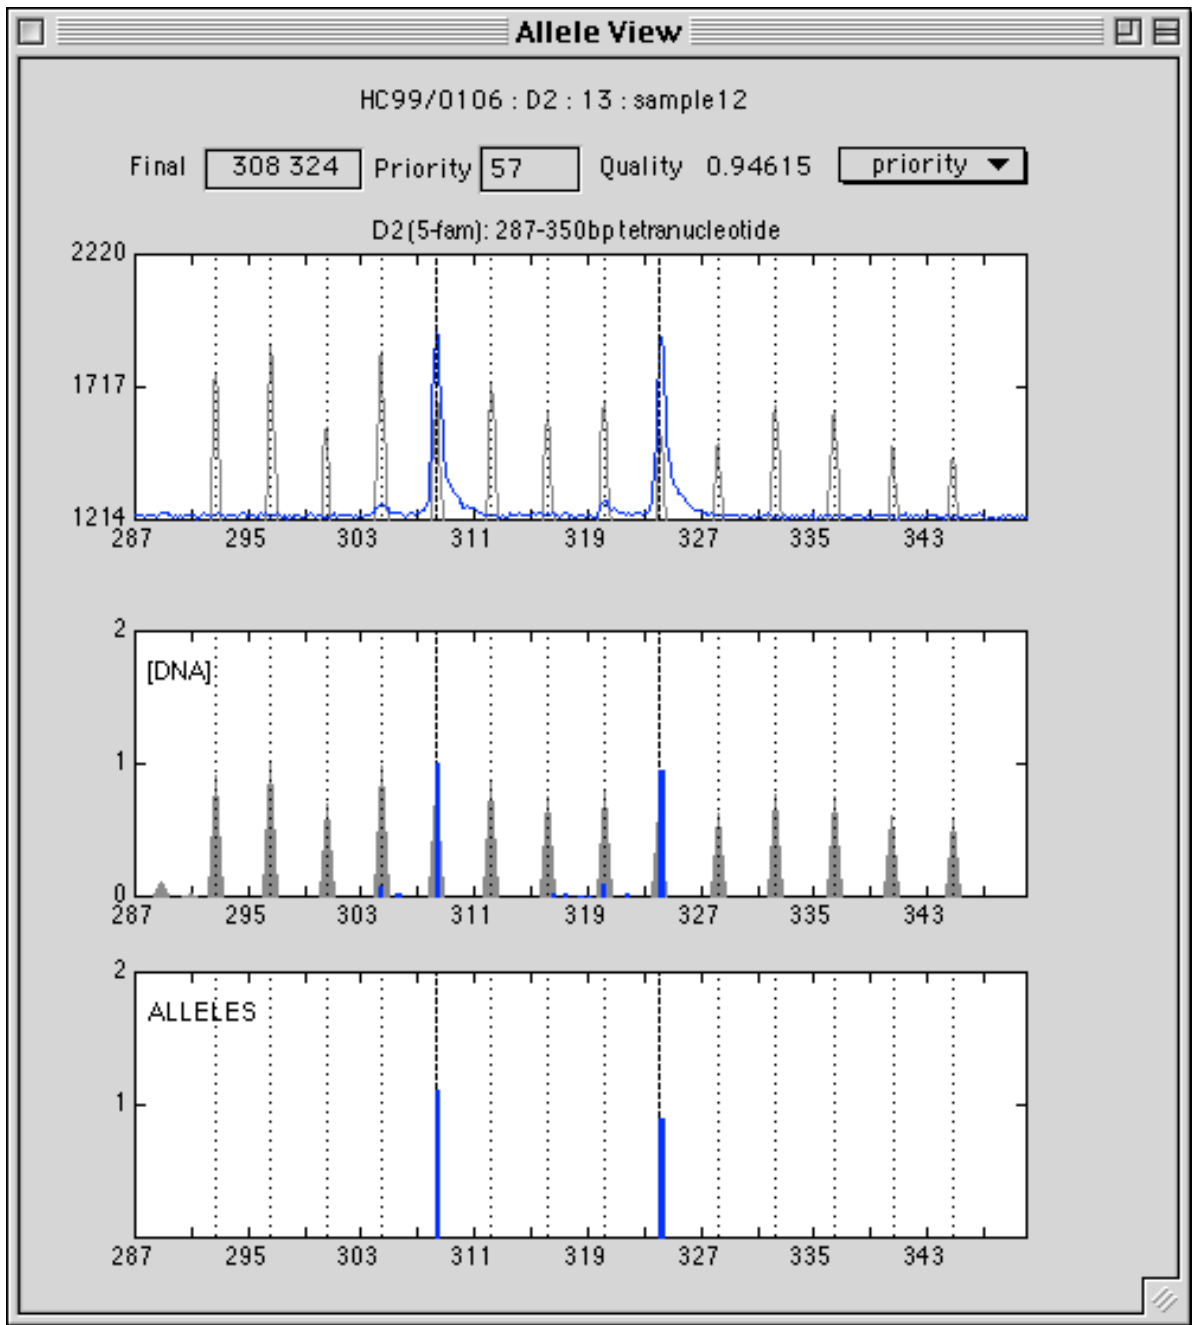 Allele View
HC99/0106 : D2 : 13 : sample12
Final 308 324 Priority 57 Quality 0.94615 priority
D2(5-fam): 287-350bp tetranucleotide
2220
1717
1214
287 295 303 311 319 327 335 343
2
[DNA]
1
0
287 295 303 311 319 327 335 343
2
ALLELES
1
287 295 303 311 319 327 335 343